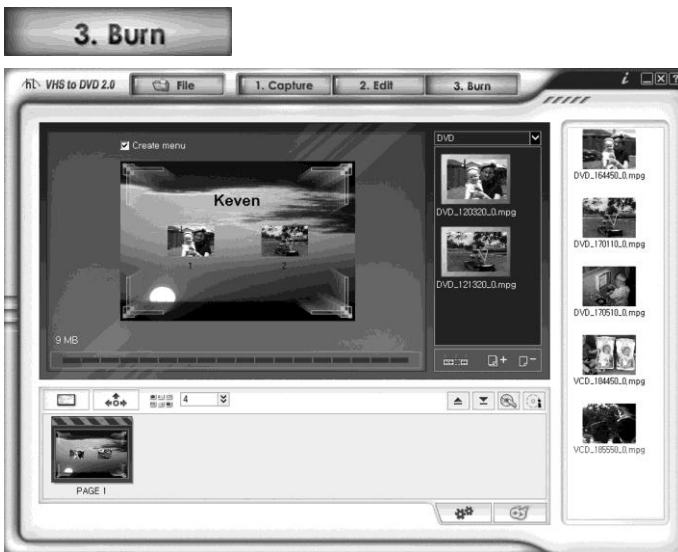 3. Burn
VHS to DVD 2.0
File
1. Capture
2. Edit
3. Burn
i
?
Create menu
DVD
Keven
1
2
DVD_120320_0.mpg
DVD_121320_0.mpg
9 MB
DVD_164450_0.mpg
DVD_170110_0.mpg
DVD_170510_0.mpg
VCD_184450_0.mpg
VCD_185550_0.mpg
4
PAGE 1